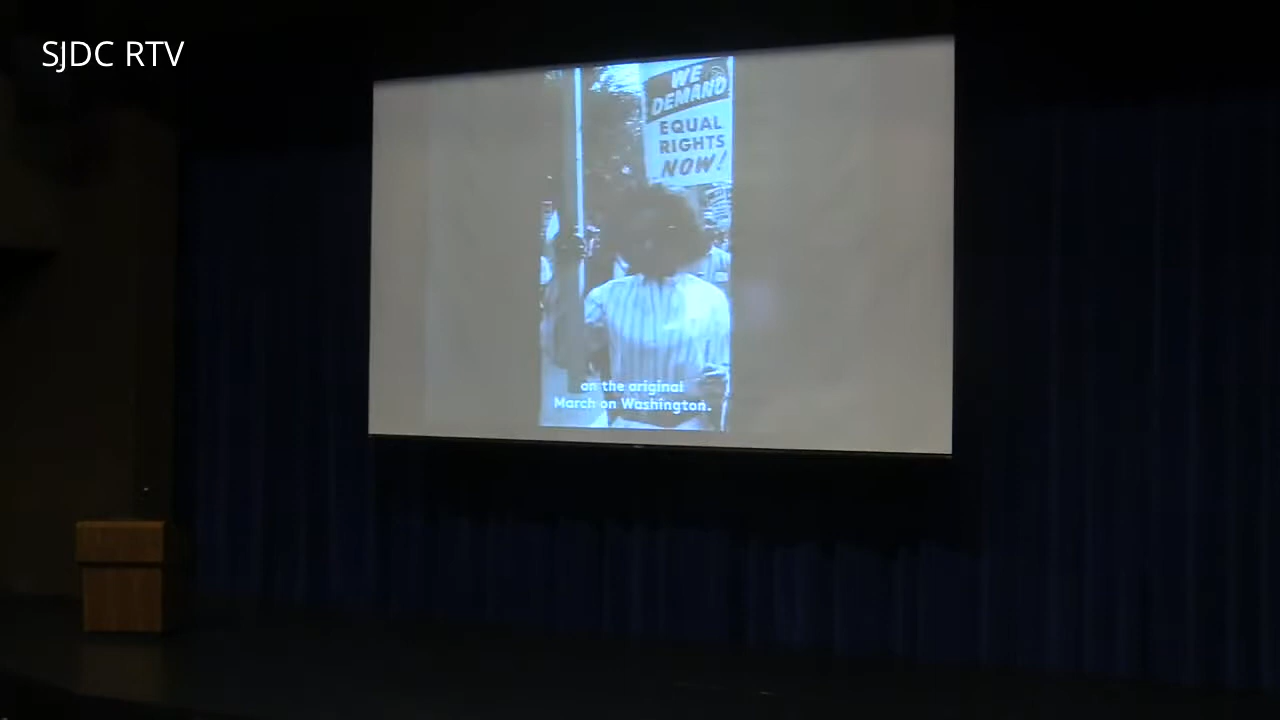 SJDC RTV
WE
DEMAND
EQUAL
RIGHTS
NOW!
on the original
March on Washington.